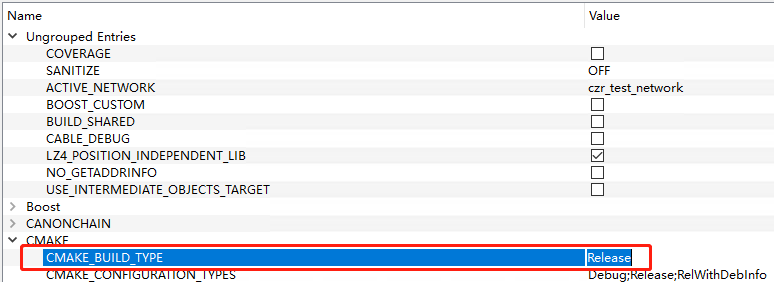 Name Value
Ungrouped Entries
COVERAGE
SANITIZE OFF
ACTIVE_NETWORK czr_test_network
BOOST_CUSTOM
BUILD_SHARED
CABLE_DEBUG
LZ4_POSITION_INDEPENDENT_LIB
NO_GETADDRINFO
USE_INTERMEDIATE_OBJECTS_TARGET
Boost
CANONCHAIN
CMAKE
CMAKE_BUILD_TYPE Release
CMAKE_CONFIGURATION_TYPES Debug;Release;RelWithDebInfo